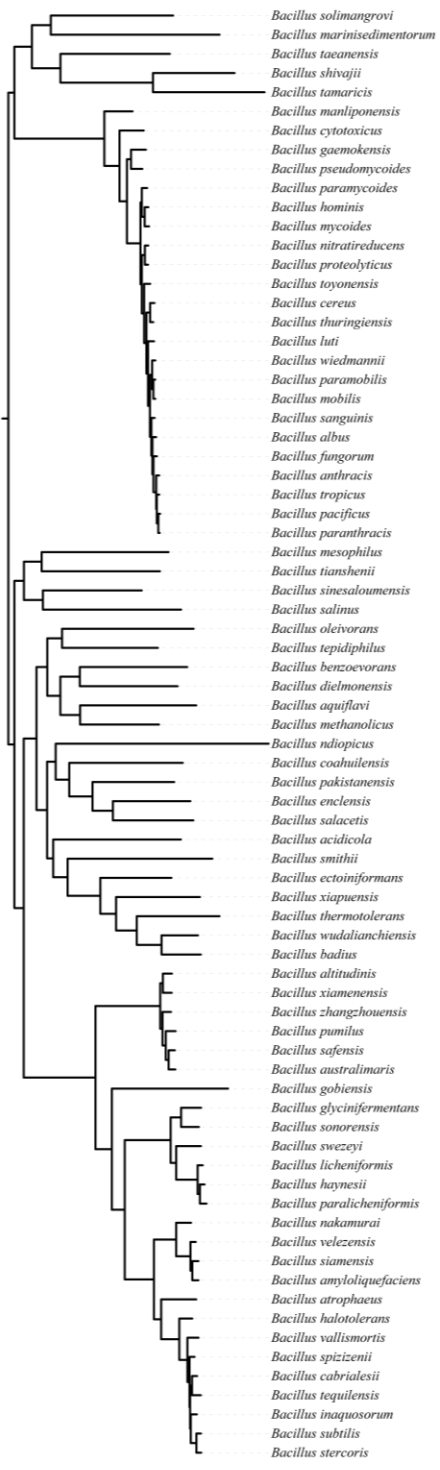 Bacillus solimangrovi
Bacillus marinisedimentorum
Bacillus taeanensis
Bacillus shivajii
Bacillus tamaricis
Bacillus manliponensis
Bacillus cytotoxicus
Bacillus gaemokensis
Bacillus pseudomycoides
Bacillus paramycoides
Bacillus hominis
Bacillus mycoides
Bacillus nitratireducens
Bacillus proteolyticus
Bacillus toyonensis
Bacillus cereus
Bacillus thuringiensis
Bacillus luti
Bacillus wiedmannii
Bacillus paramobilis
Bacillus mobilis
Bacillus sanguinis
Bacillus albus
Bacillus fungorum
Bacillus anthracis
Bacillus tropicus
Bacillus pacificus
Bacillus paranthracis
Bacillus mesophilus
Bacillus tianshenii
Bacillus sinesaloumensis
Bacillus salinus
Bacillus oleivorans
Bacillus tepidiphilus
Bacillus benzoevorans
Bacillus dielmonensis
Bacillus aquiflavi
Bacillus methanolicus
Bacillus ndiopicus
Bacillus coahuilensis
Bacillus pakistanensis
Bacillus enclensis
Bacillus salacetis
Bacillus acidicola
Bacillus smithii
Bacillus ectoiniformans
Bacillus xiapuensis
Bacillus thermotolerans
Bacillus wudalianchiensis
Bacillus badius
Bacillus altitudinis
Bacillus xiamenensis
Bacillus zhangzhouensis
Bacillus pumilus
Bacillus safensis
Bacillus australimaris
Bacillus gobiensis
Bacillus glycinifermentans
Bacillus sonorensis
Bacillus swezeyi
Bacillus licheniformis
Bacillus haynesii
Bacillus paralicheniformis
Bacillus nakamurai
Bacillus velezensis
Bacillus siamensis
Bacillus amyloliquefaciens
Bacillus atrophaeus
Bacillus halotolerans
Bacillus vallismortis
Bacillus spizizenii
Bacillus cabrialesii
Bacillus tequilensis
Bacillus inaquosorum
Bacillus subtilis
Bacillus stercoris